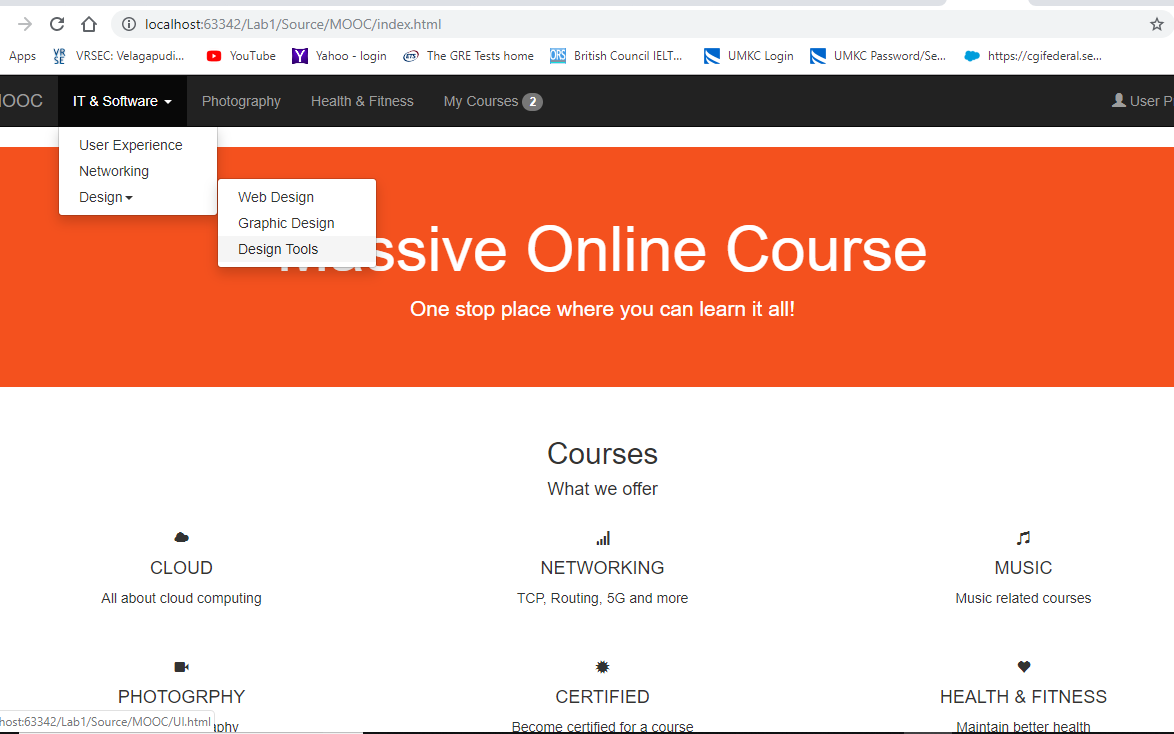 localhost:63342/Lab1/Source/MOOC/index.html
Apps VRSEC: Velagapudi... YouTube Yahoo - login ETS The GRE Tests home ORS British Council IELT... UMKC Login UMKC Password/Se... https://cgifederal.se...
OOC IT & Software Photography Health & Fitness My Courses 2 User P
User Experience
Networking
Design
Web Design
Graphic Design
Design Tools
Massive Online Course
One stop place where you can learn it all!
Courses
What we offer
CLOUD NETWORKING MUSIC
All about cloud computing TCP, Routing, 5G and more Music related courses
PHOTOGRPHY CERTIFIED HEALTH & FITNESS
aphy Become certified for a course Maintain better health
host:63342/Lab1/Source/MOOC/UI.html